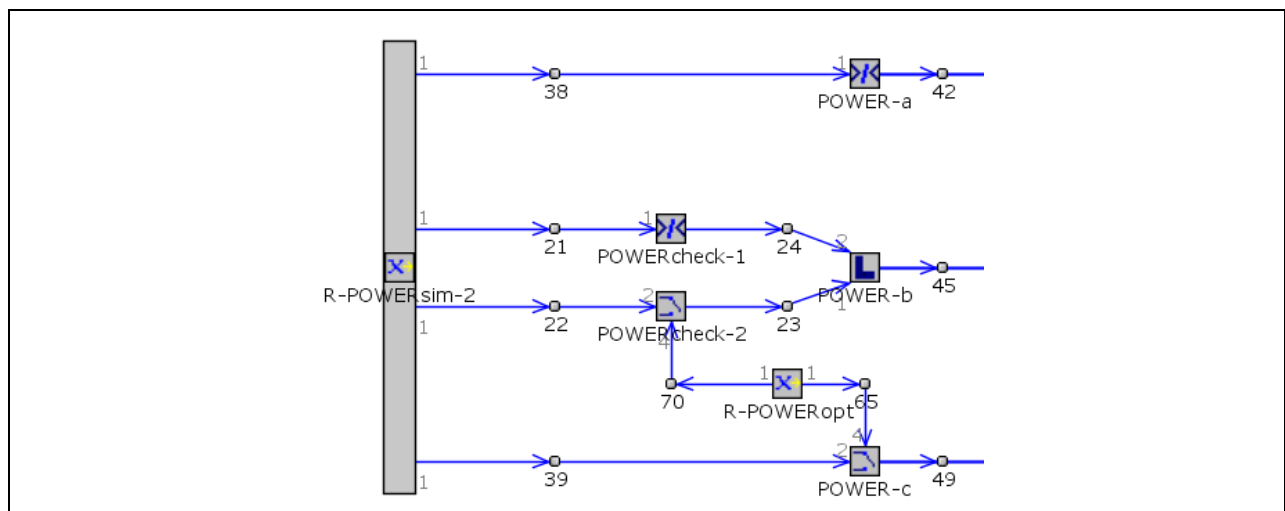 1 1
38 POWER-a 42
1 1 2
21 POWERcheck-1 24
R-POWERsim-2 POWER-b 45
2 1
1 22 POWERcheck-2 23
4
1 1
70 R-POWERopt 65
4
2
1 39 POWER-c 49